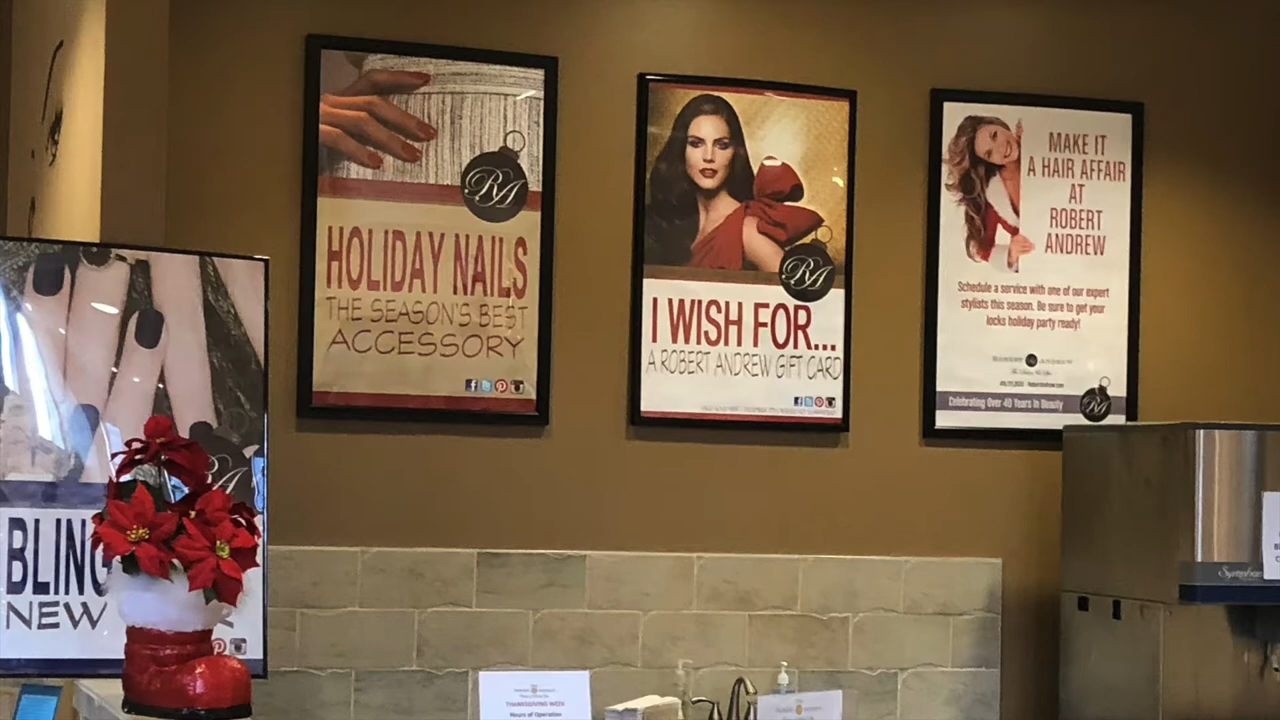 RA
HOLIDAY NAILS
THE SEASON'S BEST
ACCESSORY
RA
I WISH FOR...
A ROBERT ANDREW GIFT CARD
MAKE IT
A HAIR AFFAIR
AT
ROBERT
ANDREW
Schedule a service with one of our expert
stylists this season. Be sure to get your
locks holiday party ready!
Celebrating Over 40 Years in Beauty
RA
RA
BLING
NEW
THANKSGIVING WEEK
Hours of Operation